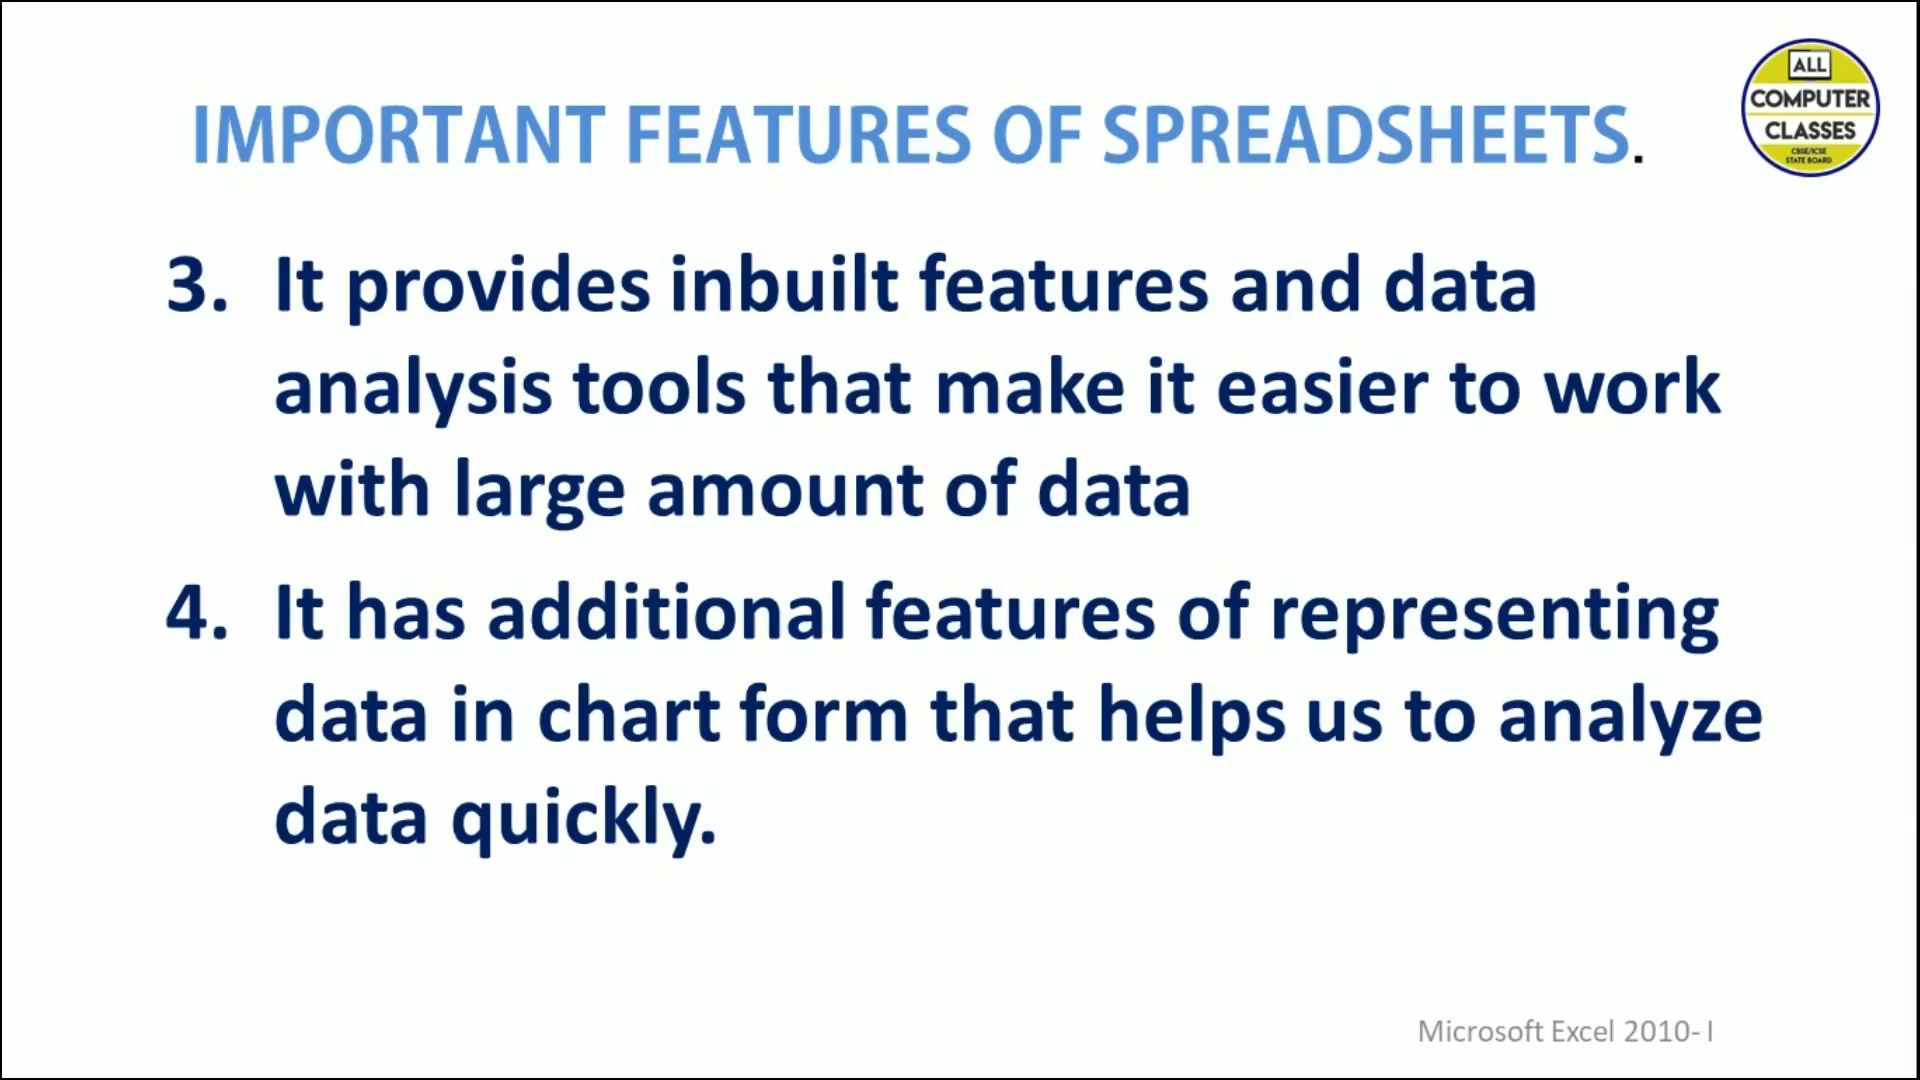 ALL
COMPUTER
CLASSES
CBSE/ICSE
STATE BOARD
IMPORTANT FEATURES OF SPREADSHEETS.
3. It provides inbuilt features and data
analysis tools that make it easier to work
with large amount of data
4. It has additional features of representing
data in chart form that helps us to analyze
data quickly.
Microsoft Excel 2010- I